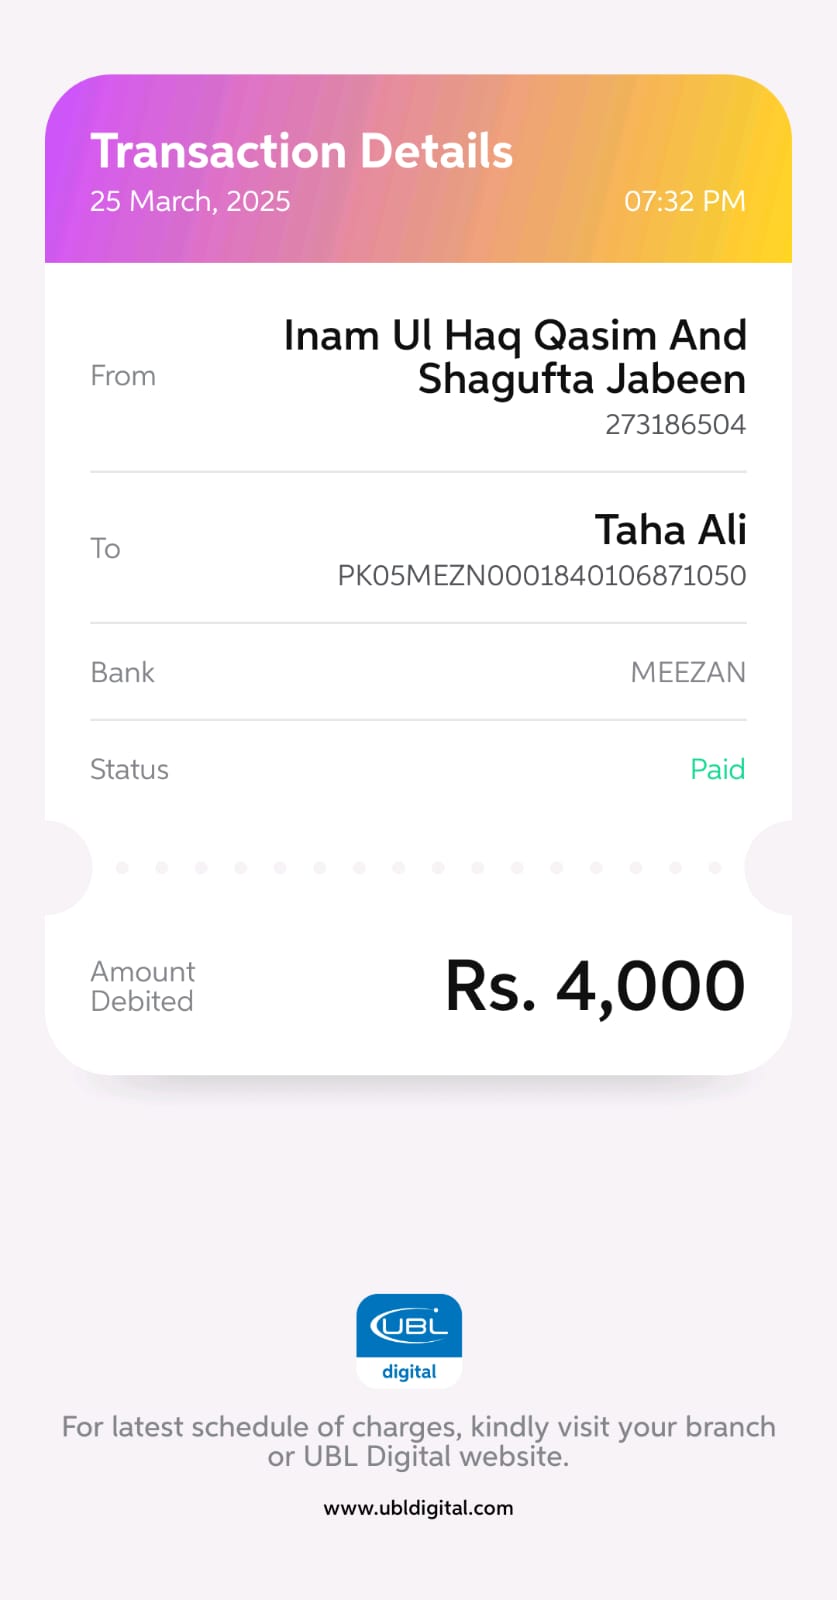 Transaction Details
25 March, 2025 07:32 PM
From
Inam Ul Haq Qasim And
Shagufta Jabeen
273186504
To
Taha Ali
PK05MEZN0001840106871050
Bank MEEZAN
Status Paid
Amount
Debited
Rs. 4,000
UBL
digital
For latest schedule of charges, kindly visit your branch
or UBL Digital website.
www.ubldigital.com